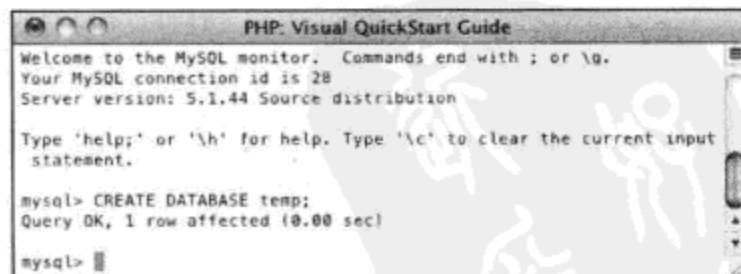 PHP: Visual QuickStart Guide
Welcome to the MySQL monitor.  Commands end with ; or \g.
Your MySQL connection id is 28
Server version: 5.1.44 Source distribution
Type 'help;' or '\h' for help. Type '\c' to clear the current input
statement.
mysql> CREATE DATABASE temp;
Query OK, 1 row affected (0.00 sec)
mysql>